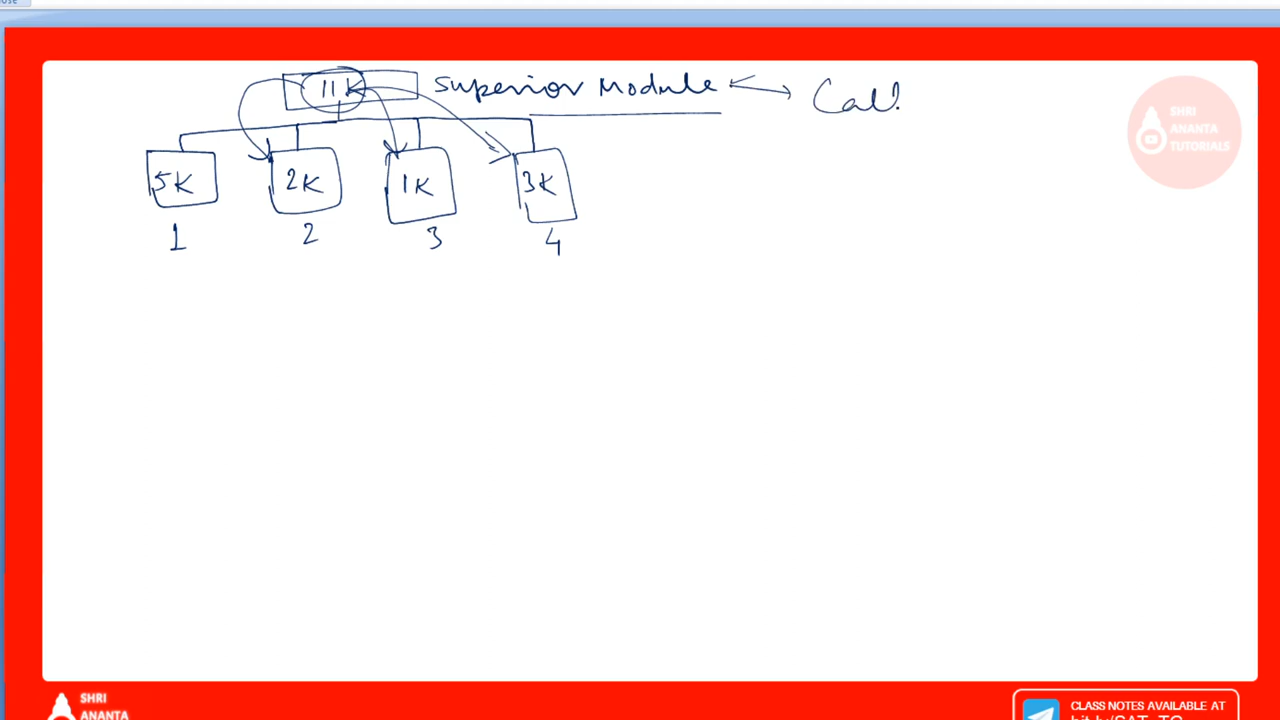 11K superior Module Call
5K 2K 1K 3K
1 2 3 4
SHRI
ANANTA
TUTORIALS
SHRI
ANANTA
CLASS NOTES AVAILABLE AT